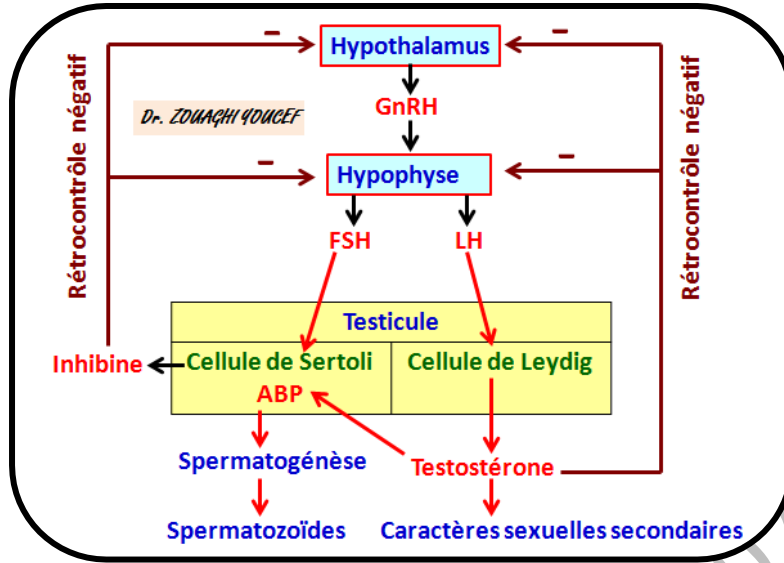 Hypothalamus
GnRH
Dr. ZOUAGHI YOUCEF
Hypophyse
FSH
LH
Rétrocontrôle négatif
Rétrocontrôle négatif
Testicule
Cellule de Sertoli
Cellule de Leydig
Inhibine
ABP
Spermatogénèse
Testostérone
Spermatozoïdes
Caractères sexuelles secondaires